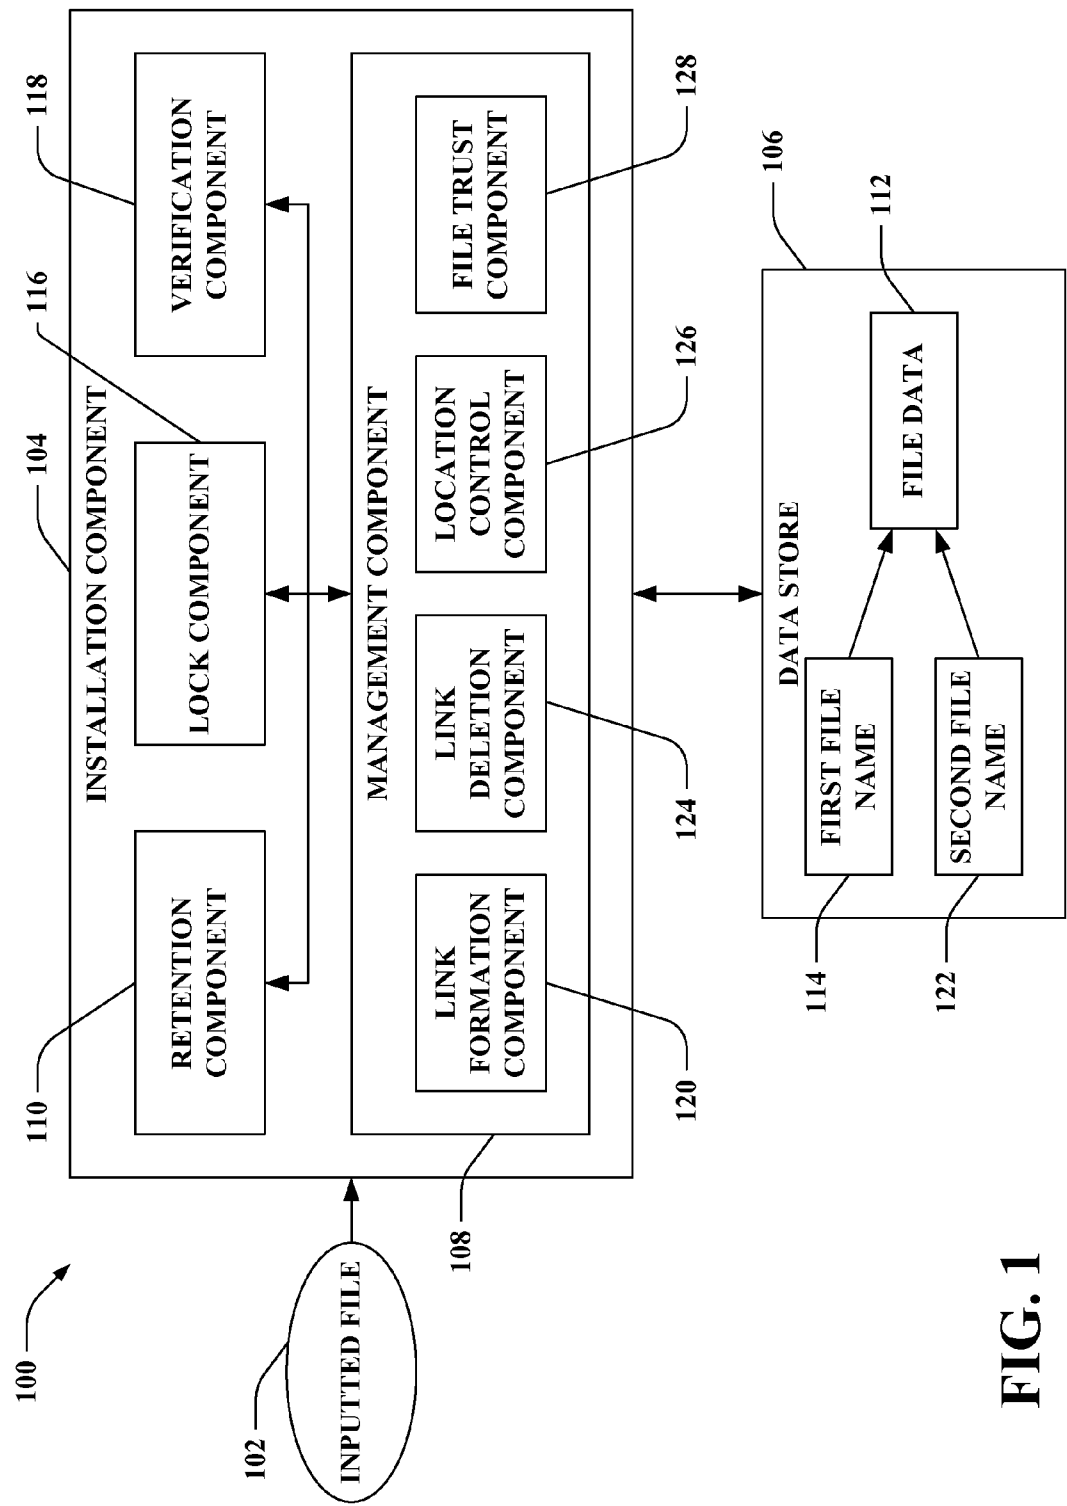 100
104
116
118
110
INSTALLATION COMPONENT
RETENTION
COMPONENT
LOCK COMPONENT
VERIFICATION
COMPONENT
102
INPUTTED FILE
MANAGEMENT COMPONENT
LINK
FORMATION
COMPONENT
LINK
DELETION
COMPONENT
LOCATION
CONTROL
COMPONENT
FILE TRUST
COMPONENT
108
120
124
126
128
106
DATA STORE
114
FIRST FILE
NAME
112
FILE DATA
122
SECOND FILE
NAME
FIG. 1